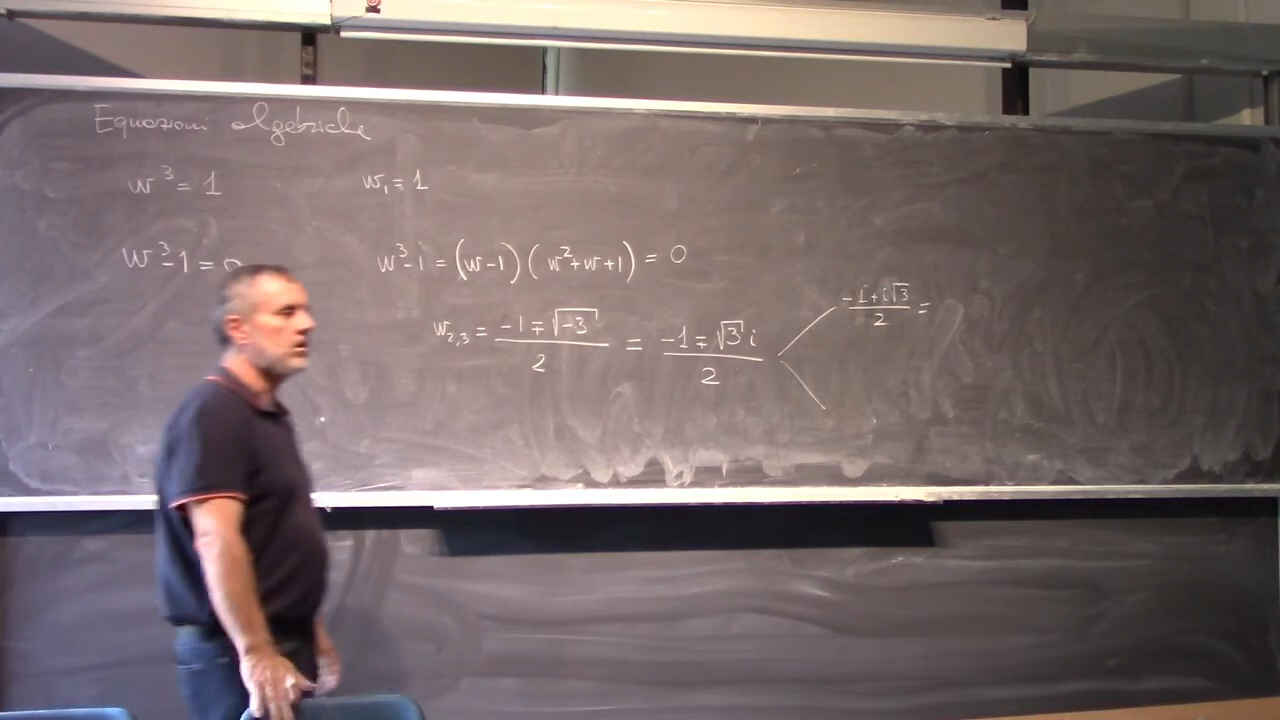 Equazioni algebriche
w³ = 1 w₁ = 1
w³-1 = 0 w³-1 = (w-1)(w²+w+1) = 0
w₂,₃ = (-1 ∓ √-3)/2 = (-1 ∓ √3 i)/2 (-1+i√3)/2 =